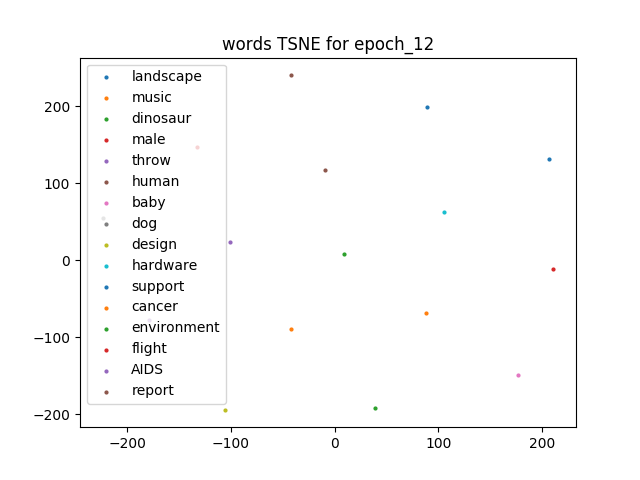 words TSNE for epoch_12
landscape
music
dinosaur
male
throw
human
baby
dog
design
hardware
support
cancer
environment
flight
AIDS
report
200
100
0
−100
−200
−200 −100 0 100 200